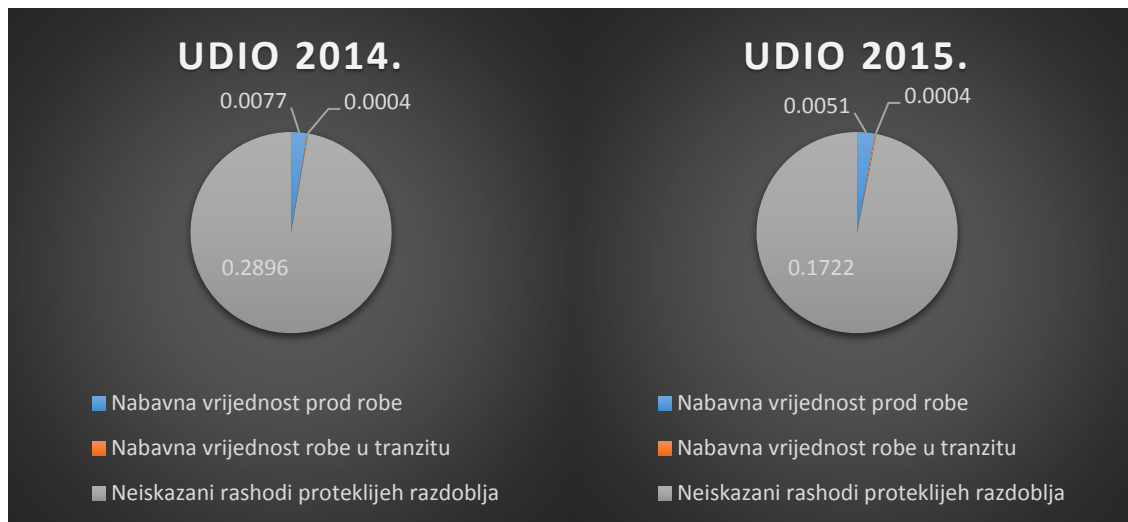 UDIO 2014.
0.0077
0.0004
0.2896
Nabavna vrijednost prod robe
Nabavna vrijednost robe u tranzitu
Neiskazani rashodi proteklijeh razdoblja
UDIO 2015.
0.0051
0.0004
0.1722
Nabavna vrijednost prod robe
Nabavna vrijednost robe u tranzitu
Neiskazani rashodi proteklijeh razdoblja